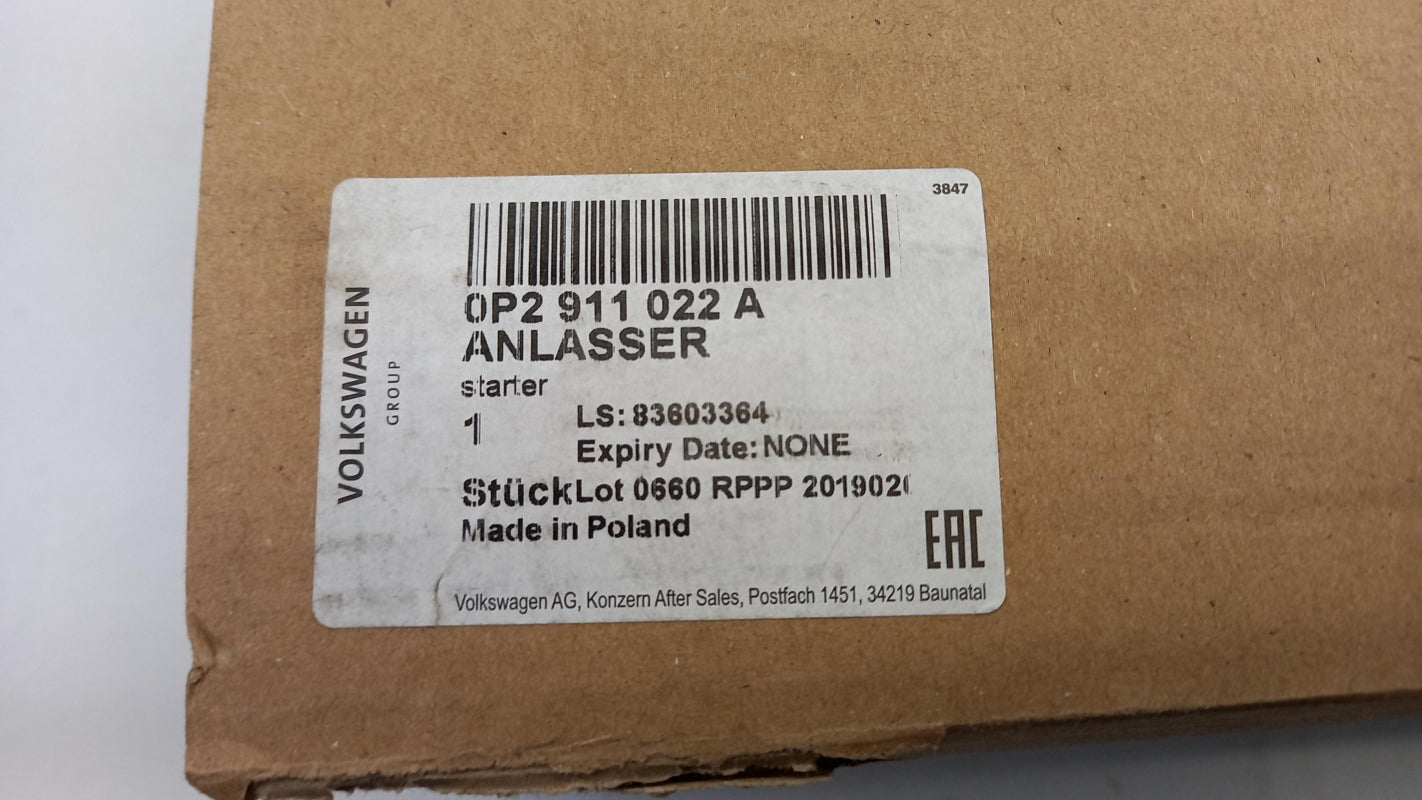 3847
VOLKSWAGEN
GROUP
0P2 911 022 A
ANLASSER
starter
1
LS: 83603364
Expiry Date: NONE
Stück Lot 0660 RPPP 2019020
Made in Poland
EAC
Volkswagen AG, Konzern After Sales, Postfach 1451, 34219 Baunatal